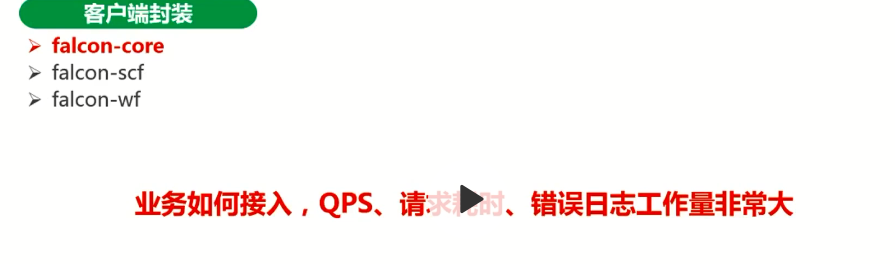 客户端封装
falcon-core
falcon-scf
falcon-wf
业务如何接入，QPS、请求耗时、错误日志工作量非常大